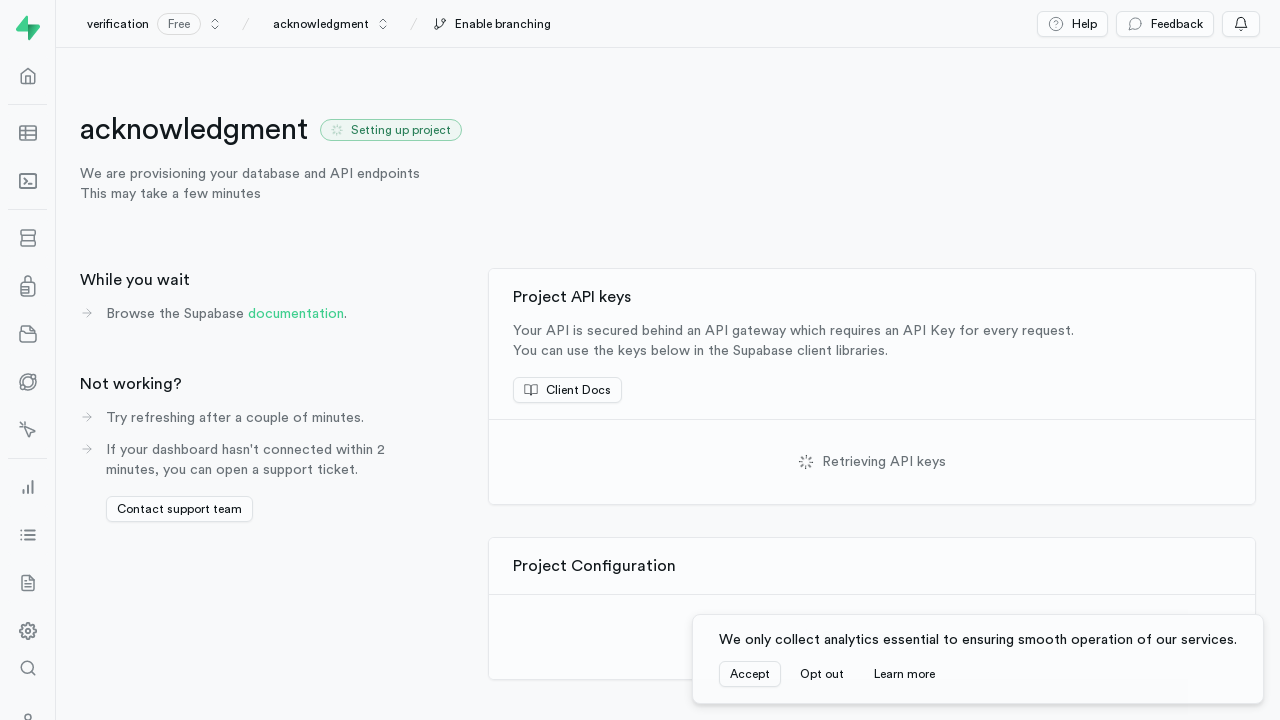 verification Free / acknowledgment / Enable branching Help Feedback
acknowledgment Setting up project
We are provisioning your database and API endpoints
This may take a few minutes
While you wait
Browse the Supabase documentation.
Not working?
Try refreshing after a couple of minutes.
If your dashboard hasn't connected within 2
minutes, you can open a support ticket.
Contact support team
Project API keys
Your API is secured behind an API gateway which requires an API Key for every request.
You can use the keys below in the Supabase client libraries.
Client Docs
Retrieving API keys
Project Configuration
We only collect analytics essential to ensuring smooth operation of our services.
Accept Opt out Learn more